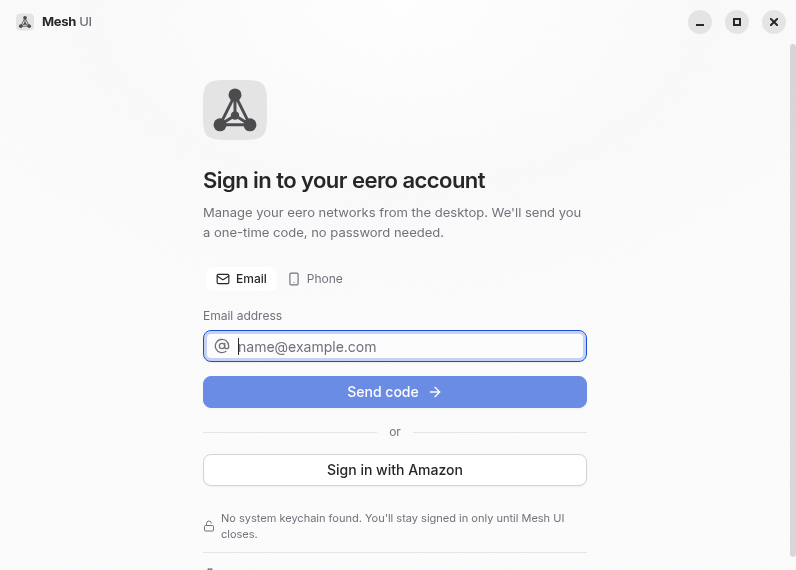 Mesh UI
Sign in to your eero account
Manage your eero networks from the desktop. We'll send you
a one-time code, no password needed.
Email Phone
Email address
name@example.com
Send code
or
Sign in with Amazon
No system keychain found. You'll stay signed in only until Mesh UI
closes.